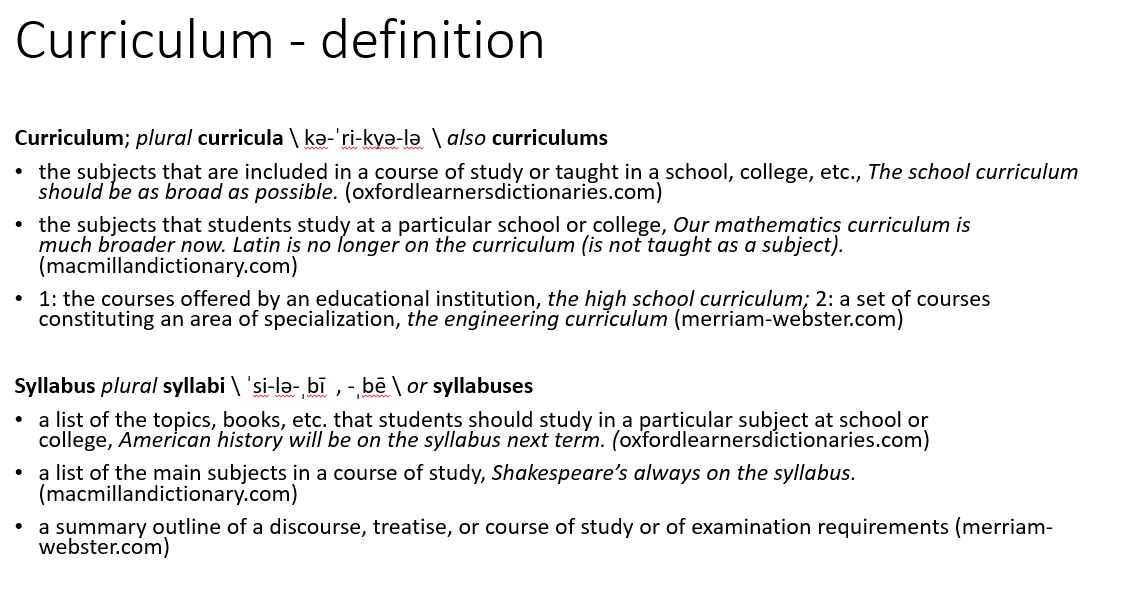 Curriculum - definition
Curriculum; plural curricula \ kə-ˈri-kyə-lə  \ also curriculums
• the subjects that are included in a course of study or taught in a school, college, etc., The school curriculum
should be as broad as possible. (oxfordlearnersdictionaries.com)
• the subjects that students study at a particular school or college, Our mathematics curriculum is
much broader now. Latin is no longer on the curriculum (is not taught as a subject).
(macmillandictionary.com)
• 1: the courses offered by an educational institution, the high school curriculum; 2: a set of courses
constituting an area of specialization, the engineering curriculum (merriam-webster.com)
Syllabus plural syllabi \ ˈsi-lə-ˌbī  , -ˌbē \ or syllabuses
• a list of the topics, books, etc. that students should study in a particular subject at school or
college, American history will be on the syllabus next term. (oxfordlearnersdictionaries.com)
• a list of the main subjects in a course of study, Shakespeare’s always on the syllabus.
(macmillandictionary.com)
• a summary outline of a discourse, treatise, or course of study or of examination requirements (merriam-
webster.com)